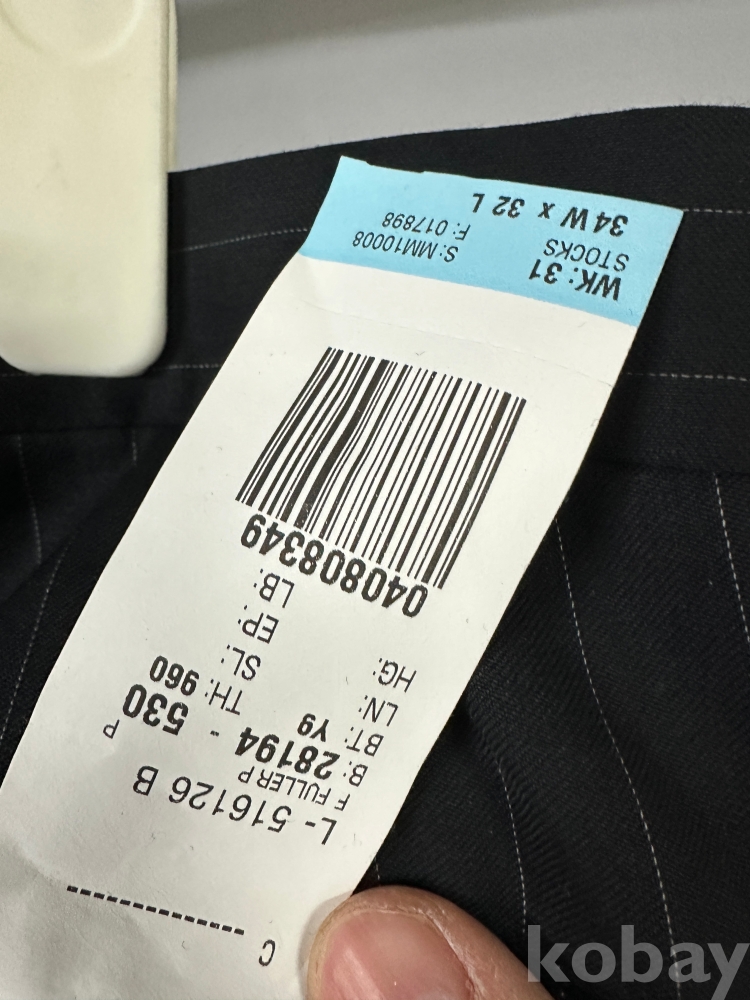 C
L- 516126 B
F FULLER P P
B: 28194 - 530
BT: Y9 TH: 960
LN: SL:
HG: EP:
LB:
040808349
WK: 31 S: MM10008
STOCKS F: 017898
34W x 32 L
kobay